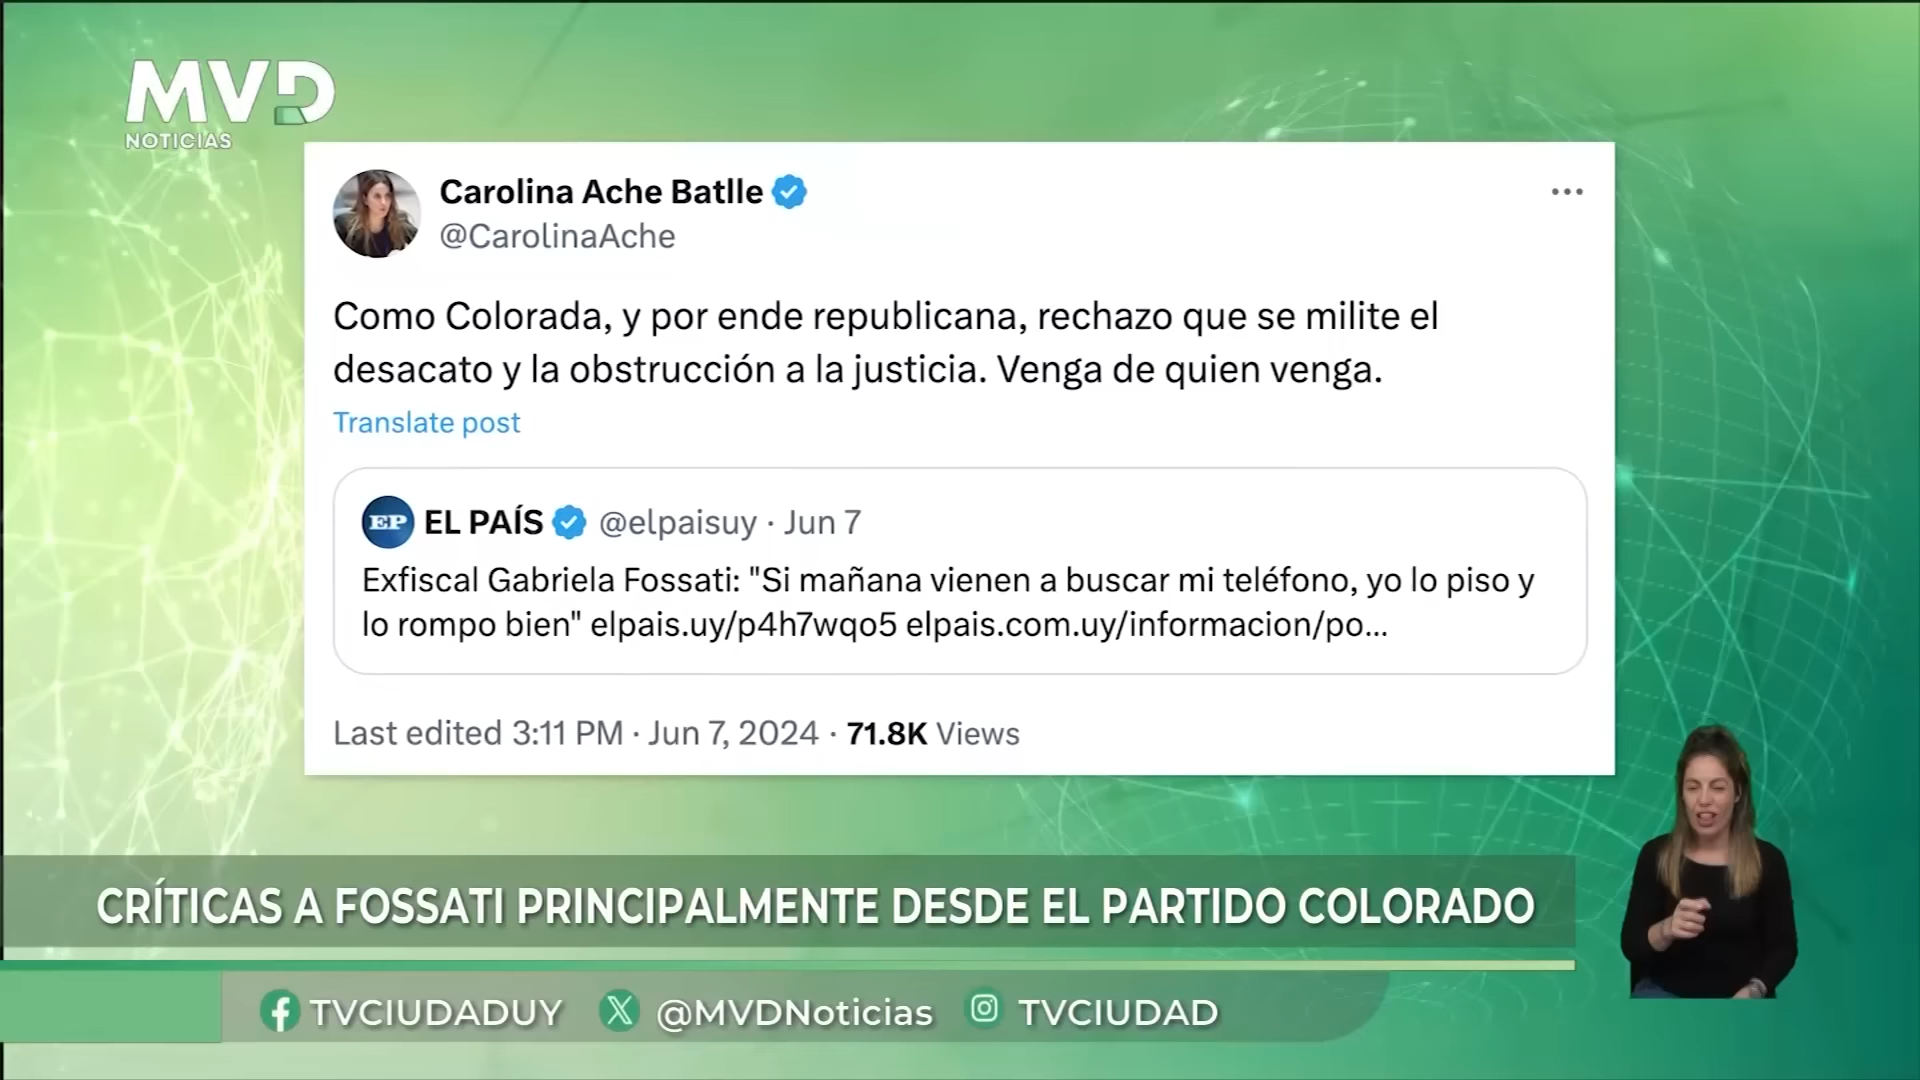 MVD
NOTICIAS
Carolina Ache Batlle
@CarolinaAche
Como Colorada, y por ende republicana, rechazo que se milite el
desacato y la obstrucción a la justicia. Venga de quien venga.
Translate post
EP EL PAÍS @elpaisuy · Jun 7
Exfiscal Gabriela Fossati: "Si mañana vienen a buscar mi teléfono, yo lo piso y
lo rompo bien" elpais.uy/p4h7wqo5 elpais.com.uy/informacion/po...
Last edited 3:11 PM · Jun 7, 2024 · 71.8K Views
CRÍTICAS A FOSSATI PRINCIPALMENTE DESDE EL PARTIDO COLORADO
TVCIUDADUY @MVDNoticias TVCIUDAD